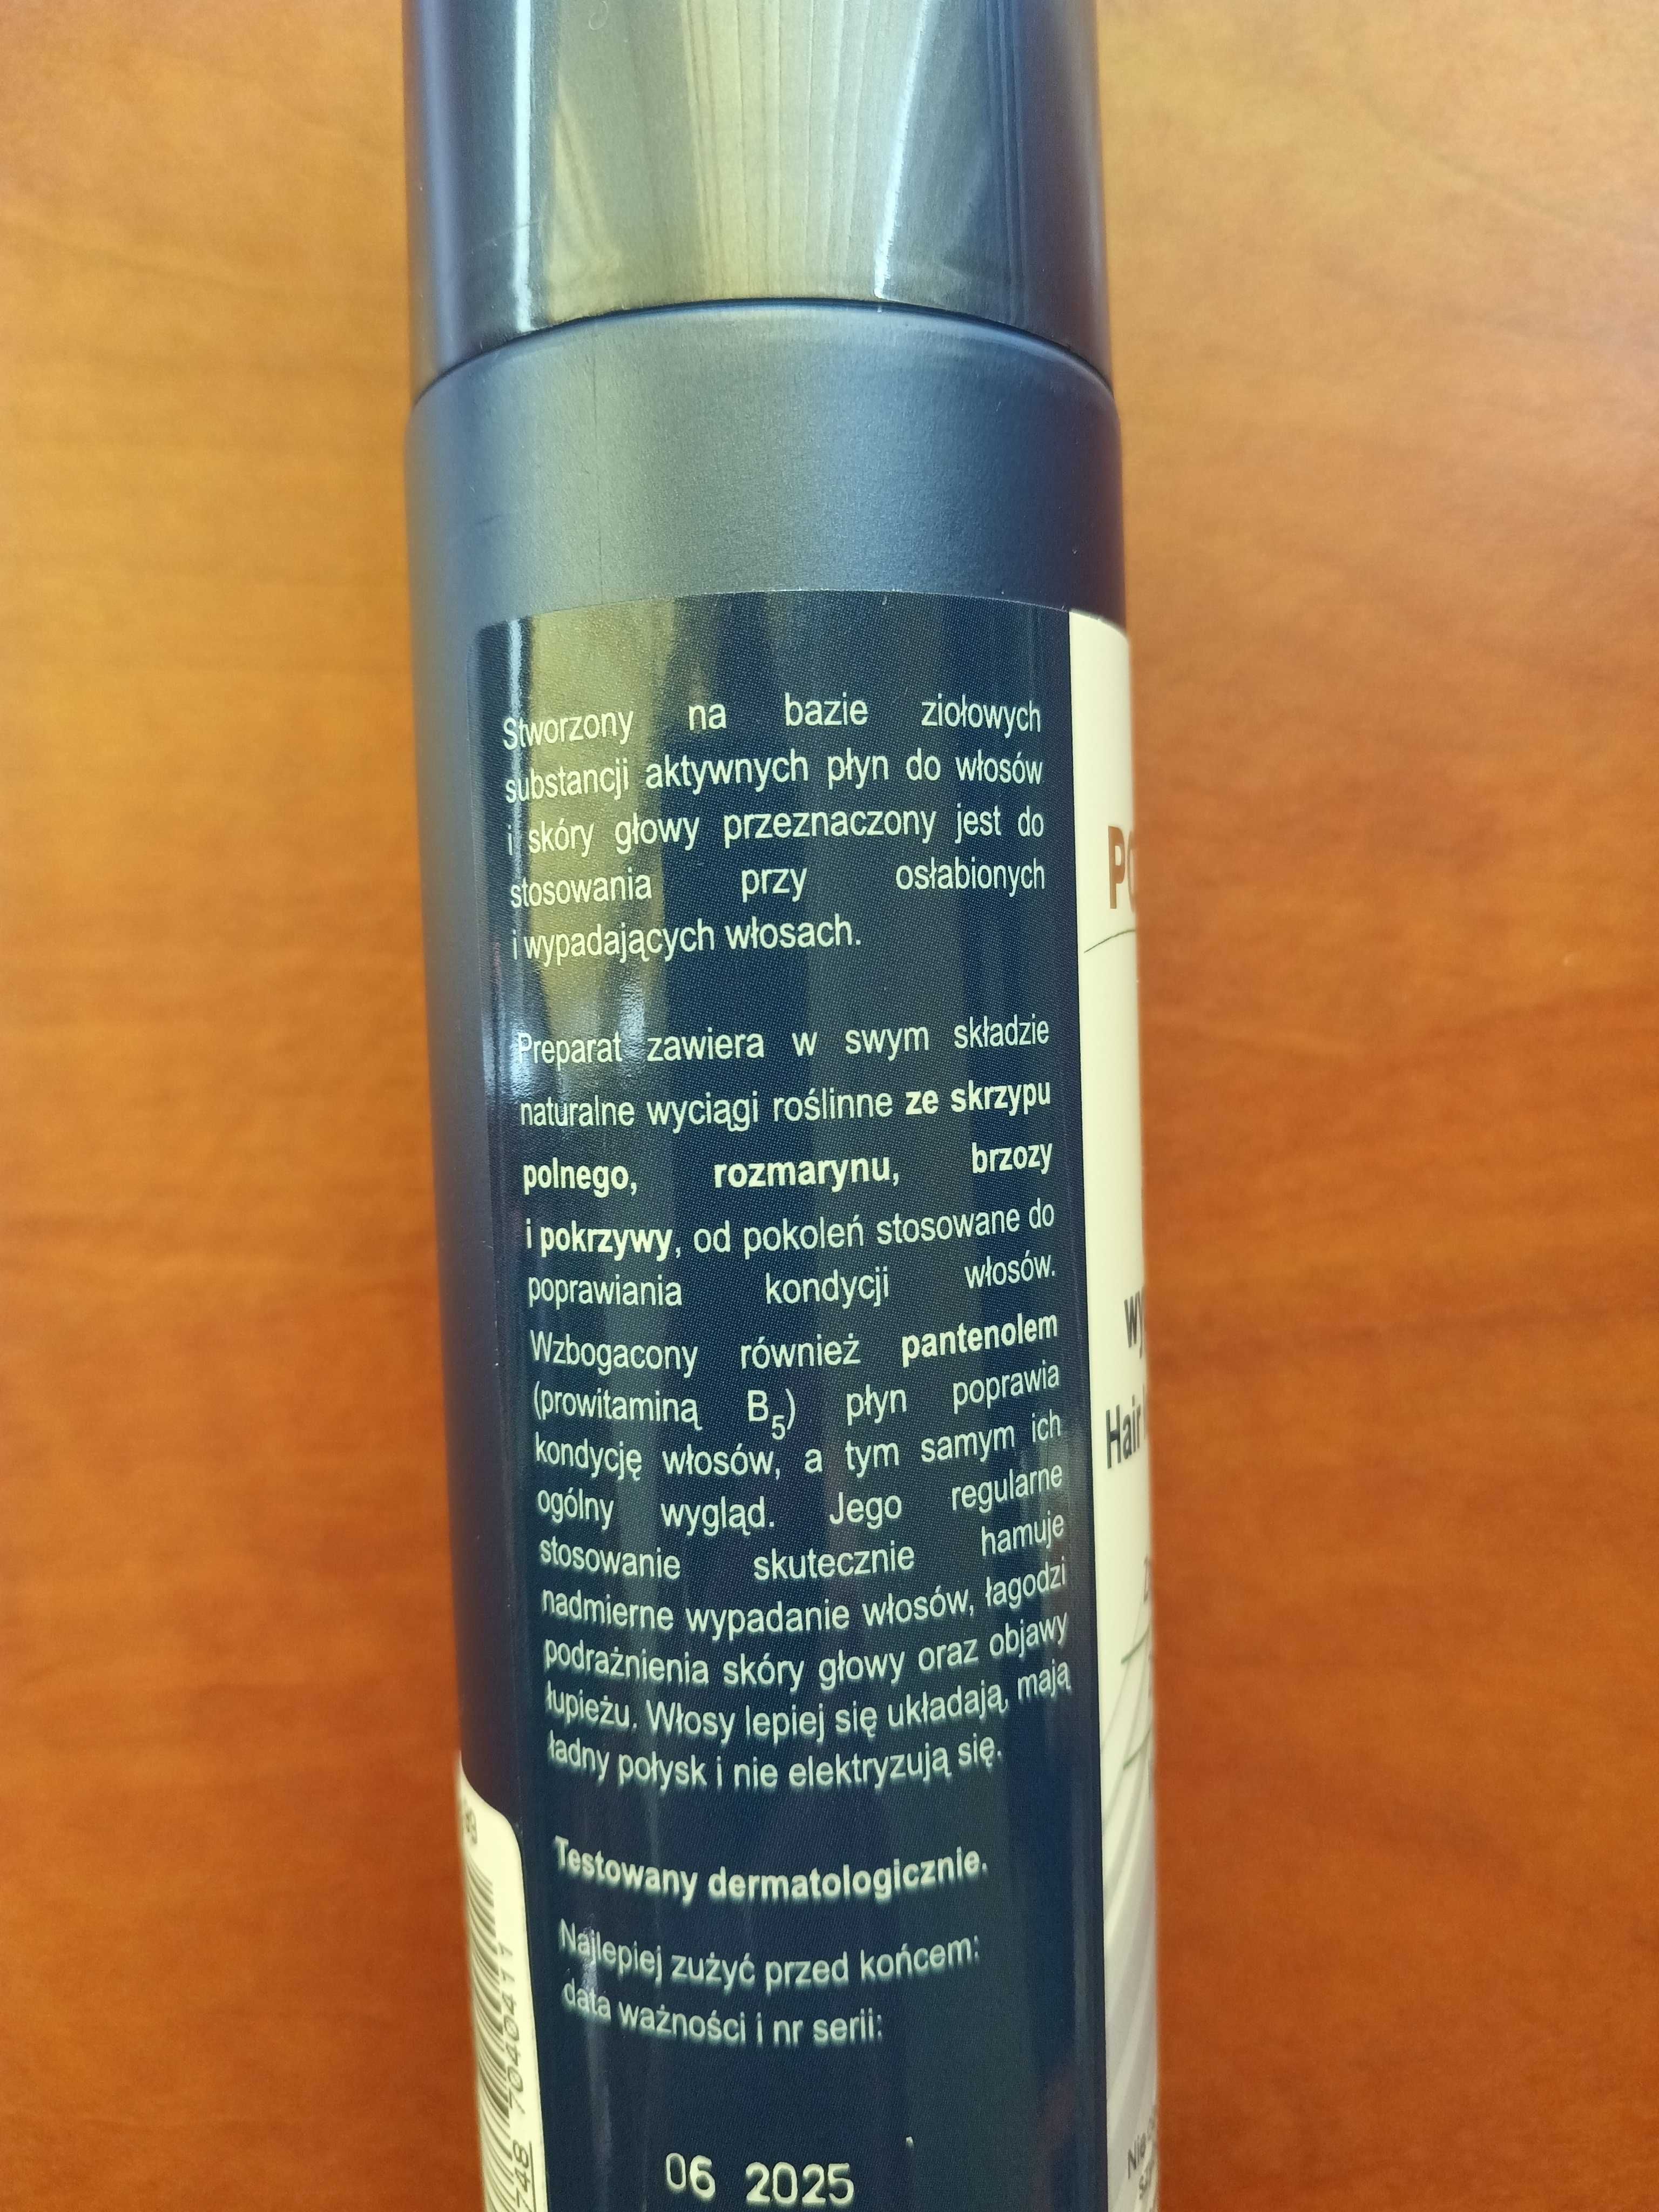 Stworzony na bazie ziołowych
substancji aktywnych płyn do włosów
i skóry głowy przeznaczony jest do
stosowania przy osłabionych
i wypadających włosach.
Preparat zawiera w swym składzie
naturalne wyciągi roślinne ze skrzypu
polnego, rozmarynu, brzozy
i pokrzywy, od pokoleń stosowane do
poprawiania kondycji włosów.
Wzbogacony również pantenolem
(prowitaminą B5) płyn poprawia
kondycję włosów, a tym samym ich
ogólny wygląd. Jego regularne
stosowanie skutecznie hamuje
nadmierne wypadanie włosów, łagodzi
podrażnienia skóry głowy oraz objawy
łupieżu. Włosy lepiej się układają, mają
ładny połysk i nie elektryzują się.
Testowany dermatologicznie.
Najlepiej zużyć przed końcem:
data ważności i nr serii:
06 2025
Hair